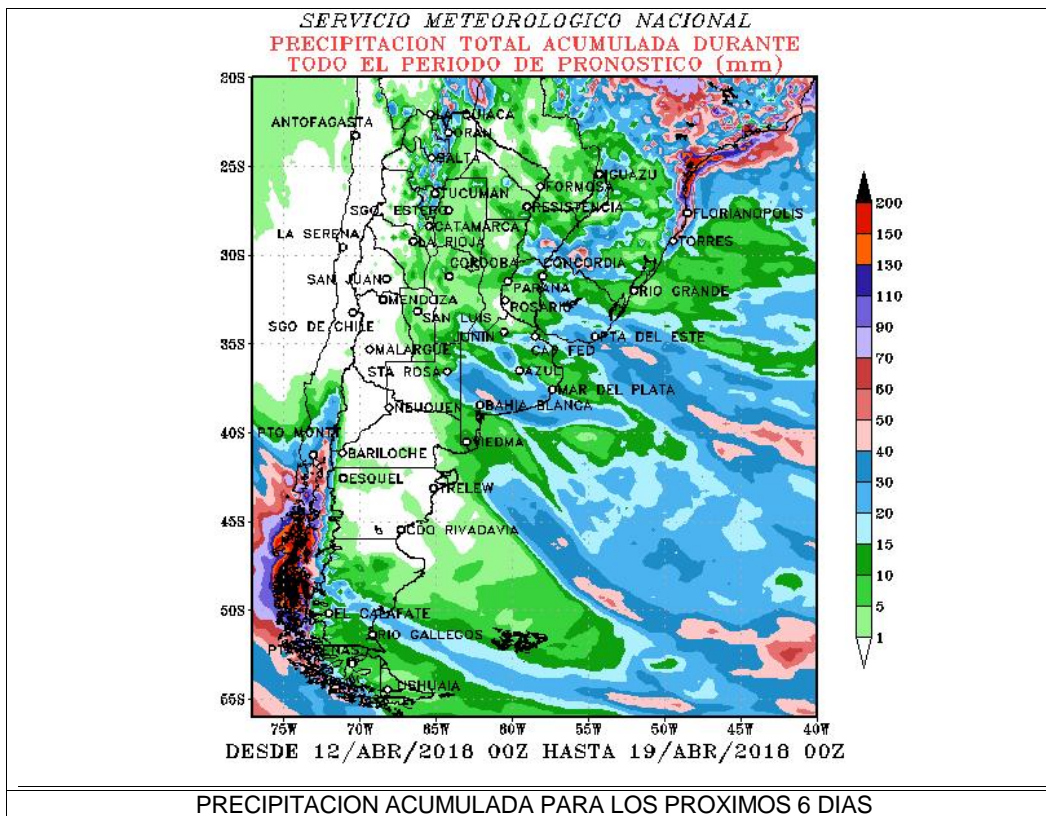 SERVICIO METEOROLOGICO NACIONAL
PRECIPITACION TOTAL ACUMULADA DURANTE
TODO EL PERIODO DE PRONOSTICO (mm)
20S
LA QUIACA
ANTOFAGASTA
ORAN
25S
SALTA
IGUAZU
TUCUMAN
FORMOSA
SGO ESTERO
RESISTENCIA
FLORIANOPOLIS
CATAMARCA
LA SERENA
LA RIOJA
TORRES
30S
CORDOBA
CONCORDIA
SAN JUAN
PARANA
RIO GRANDE
MENDOZA
ROSARIO
SAN LUIS
SGO DE CHILE
JUNIN
PTA DEL ESTE
35S
MALARGUE
CAP FED
STA ROSA
AZUL
MAR DEL PLATA
NEUQUEN
BAHIA BLANCA
40S
PTO MONTT
VIEDMA
BARILOCHE
ESQUEL
TRELEW
45S
CDO RIVADAVIA
50S
EL CALAFATE
RIO GALLEGOS
USHUAIA
55S
75W 70W 65W 60W 55W 50W 45W 40W
200
150
130
110
90
70
60
50
40
30
20
15
10
5
1
DESDE 12/ABR/2018 00Z HASTA 19/ABR/2018 00Z
PRECIPITACION ACUMULADA PARA LOS PROXIMOS 6 DIAS